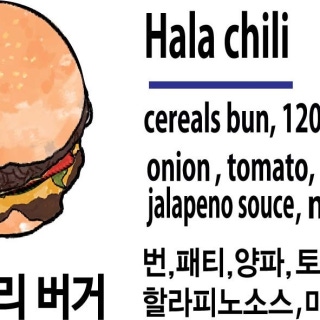 Hala chili
cereals bun, 120
onion , tomato,
jalapeno souce, n
번,패티,양파,토
할라피노소스,미
리 버거